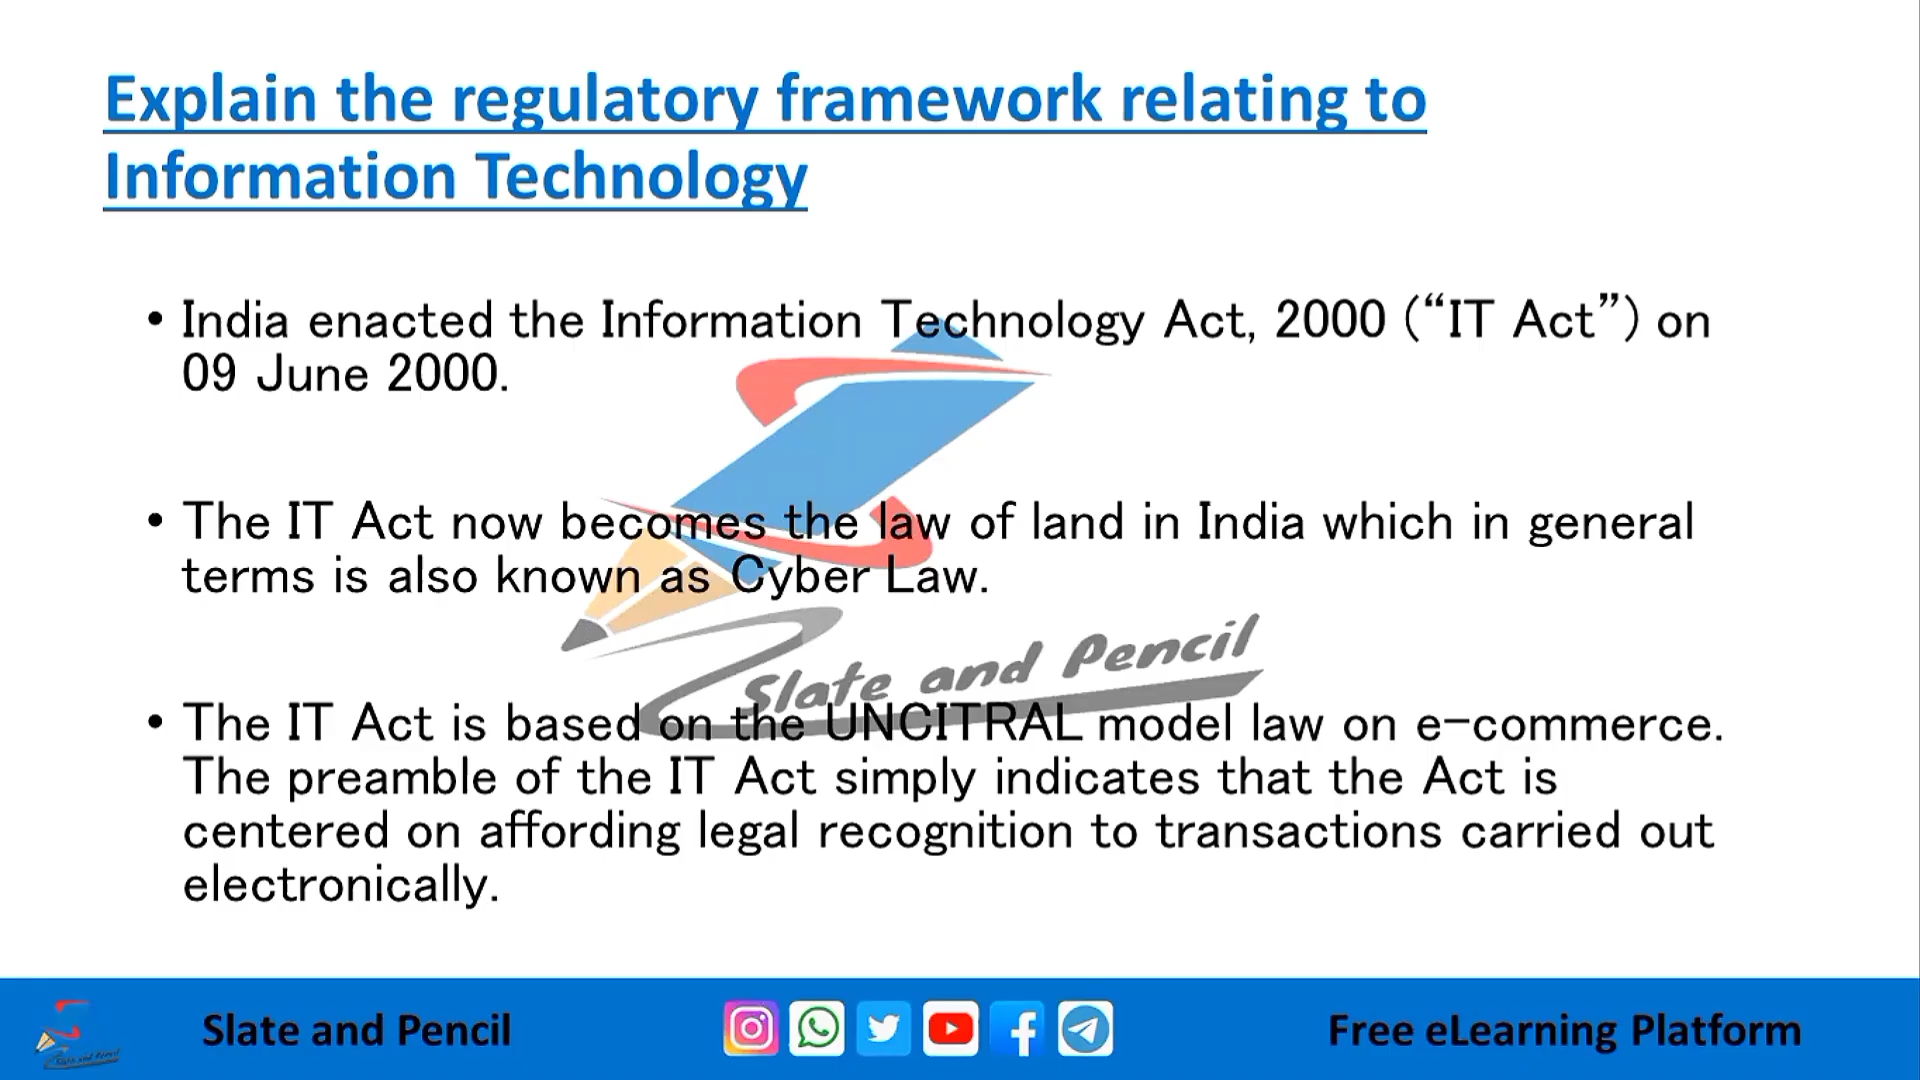 Explain the regulatory framework relating to
Information Technology
• India enacted the Information Technology Act, 2000 (“IT Act”) on
09 June 2000.
• The IT Act now becomes the law of land in India which in general
terms is also known as Cyber Law.
Slate and Pencil
• The IT Act is based on the UNCITRAL model law on e-commerce.
The preamble of the IT Act simply indicates that the Act is
centered on affording legal recognition to transactions carried out
electronically.
Slate and Pencil
Slate and Pencil
Free eLearning Platform